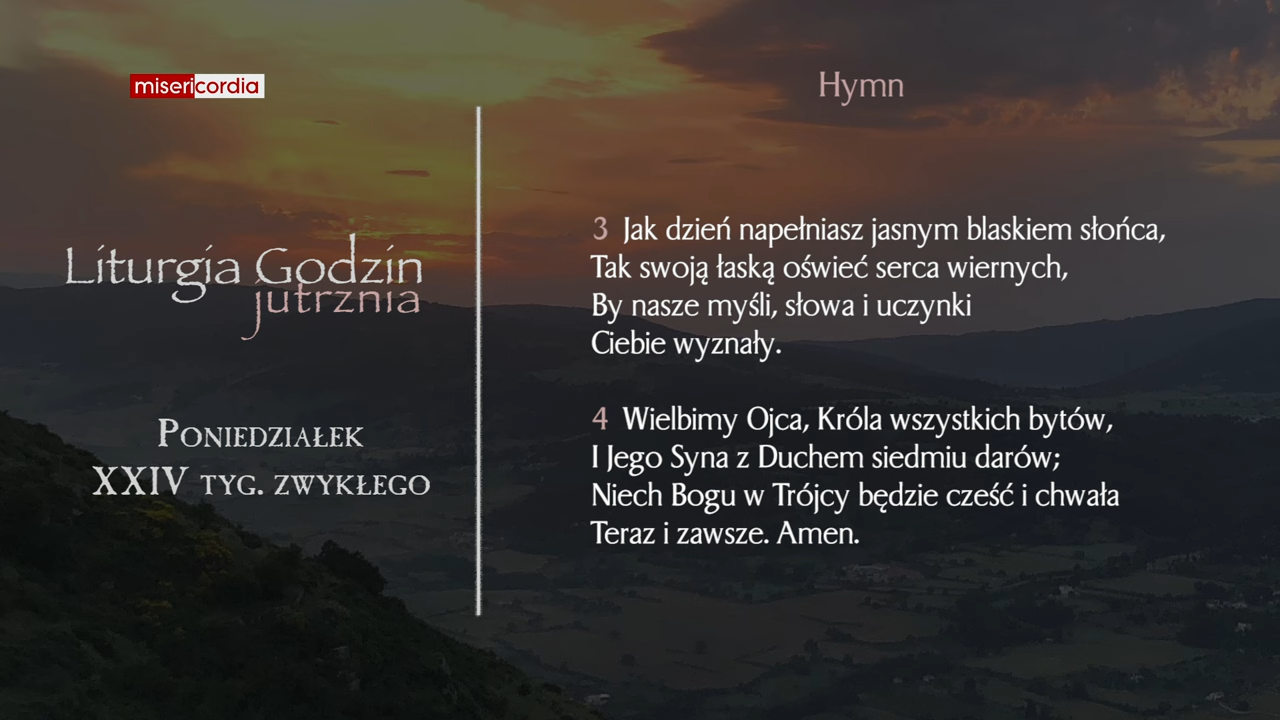 misericordia
Liturgia Godzin
jutrznia
Poniedziałek
XXIV tyg. zwykłego
Hymn
3 Jak dzień napełniasz jasnym blaskiem słońca,
Tak swoją łaską oświeć serca wiernych,
By nasze myśli, słowa i uczynki
Ciebie wyznały.
4 Wielbimy Ojca, Króla wszystkich bytów,
I Jego Syna z Duchem siedmiu darów;
Niech Bogu w Trójcy będzie cześć i chwała
Teraz i zawsze. Amen.